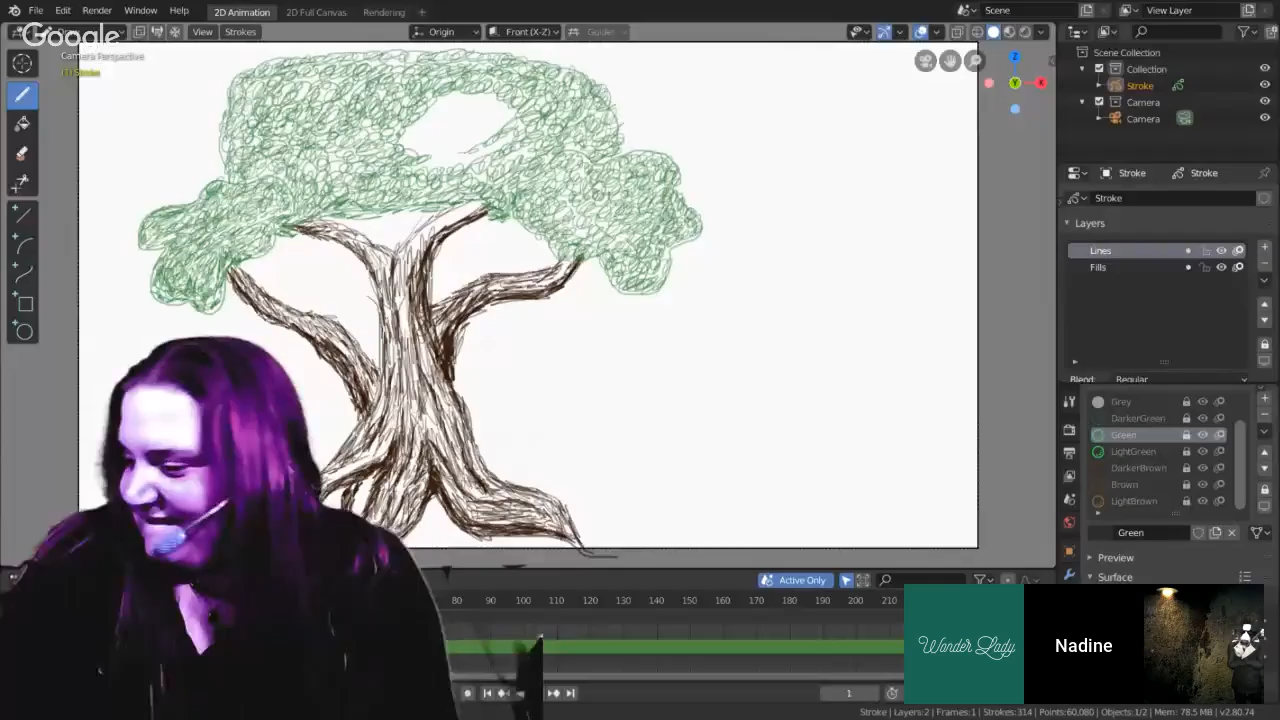 File Edit Render Window Help 2D Animation 2D Full Canvas Rendering + Scene View Layer
Google
View Strokes Origin Front (X-Z) Guides
Camera Perspective
(1) Stroke
Z
Y
X
Scene Collection
Collection
Stroke
Camera
Camera
Stroke Stroke
Stroke
Layers
Lines
Fills
Blend: Regular
Grey
DarkerGreen
Green
LightGreen
DarkerBrown
Brown
LightBrown
Green
Preview
Surface
Active Only
80 90 100 110 120 130 140 150 160 170 180 190 200 210
Wonder Lady
Nadine
1
Stroke | Layers:2 | Frames:1 | Strokes:314 | Points:60,080 | Objects:1/2 | Mem: 78.5 MB | v2.80.74